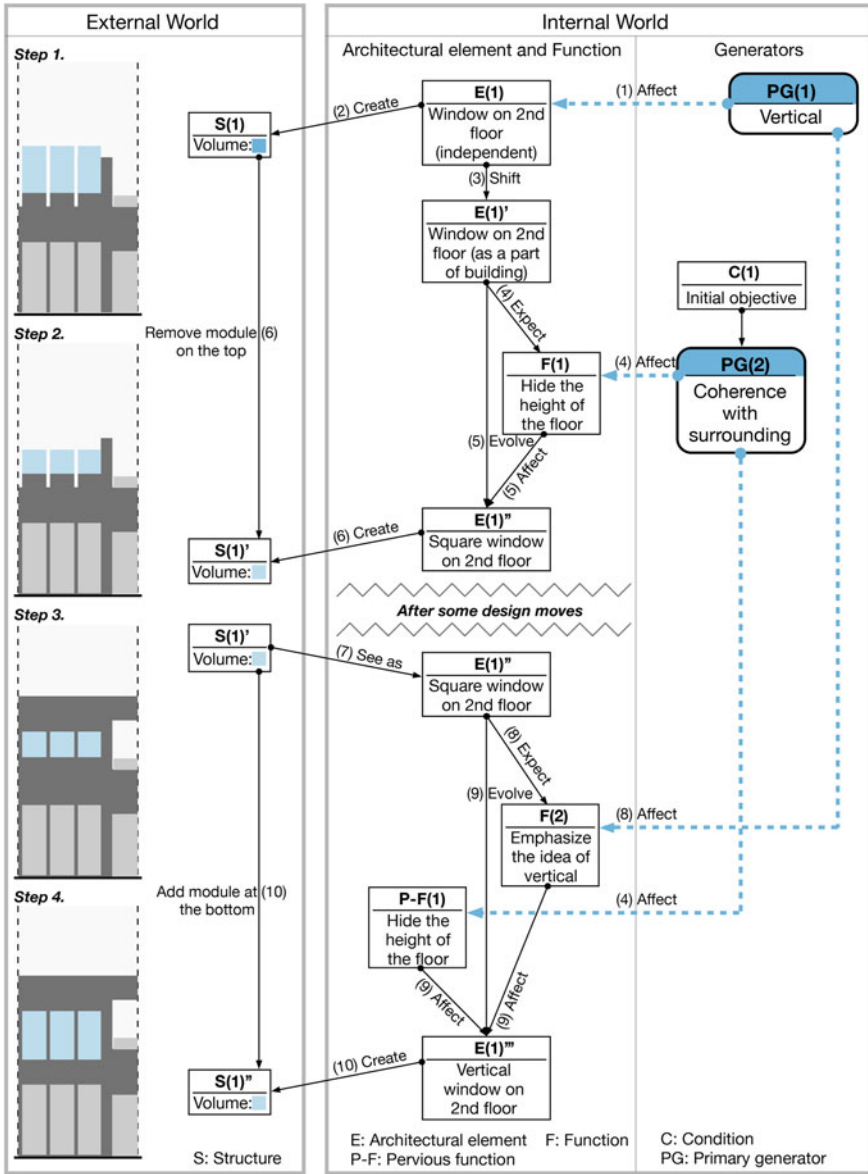 External World
Internal World
Architectural element and Function
Generators
Step 1.
S(1)
Volume:
(2) Create
E(1)
Window on 2nd
floor
(independent)
(1) Affect
PG(1)
Vertical
(3) Shift
E(1)'
Window on 2nd
floor (as a part
of building)
C(1)
Initial objective
(4) Expect
Step 2.
Remove module (6)
on the top
F(1)
Hide the
height of
the floor
(4) Affect
PG(2)
Coherence
with
surrounding
(5) Evolve
(5) Affect
E(1)"
Square window
on 2nd floor
(6) Create
S(1)'
Volume:
After some design moves
Step 3.
S(1)'
Volume:
(7) See as
E(1)"
Square window
on 2nd floor
(8) Expect
(9) Evolve
F(2)
Emphasize
the idea of
vertical
(8) Affect
Step 4.
Add module at (10)
the bottom
P-F(1)
Hide the
height of
the floor
(4) Affect
(9) Affect
(9) Affect
E(1)'"
Vertical
window on
2nd floor
(10) Create
S(1)"
Volume:
S: Structure
E: Architectural element F: Function
P-F: Pervious function
C: Condition
PG: Primary generator